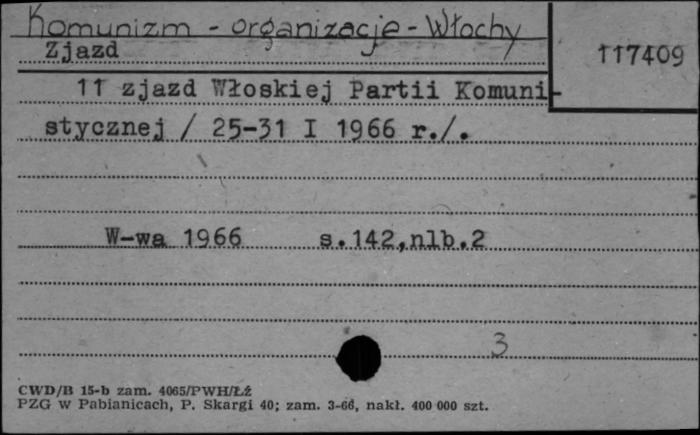 Komunizm - organizacje - Włochy
Zjazd
117409
11 zjazd Włoskiej Partii Komuni-
stycznej / 25-31 I 1966 r./.
W-wa 1966 s.142,nlb.2
3
CWD/B 15-b zam. 4065/PWH/ŁŻ
PZG w Pabianicach, P. Skargi 40; zam. 3-66, nakł. 400 000 szt.